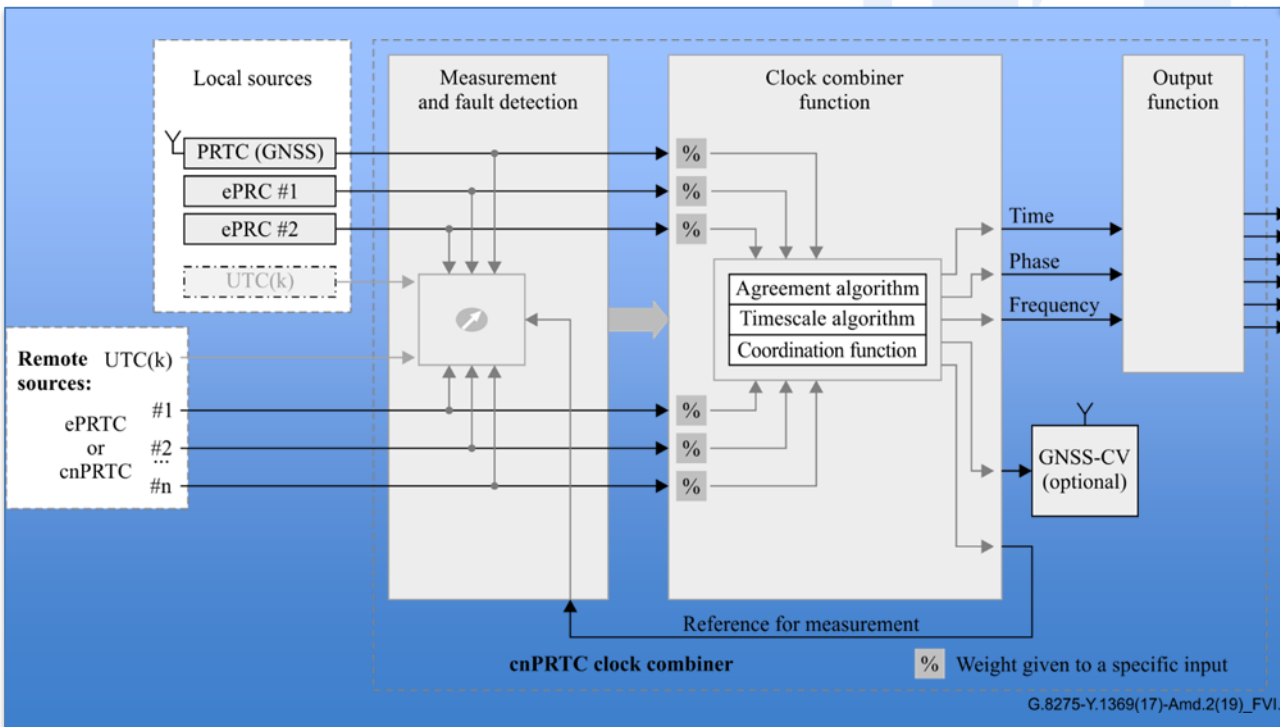 Local sources
PRTC (GNSS)
ePRC #1
ePRC #2
UTC(k)
Remote
sources:
UTC(k)
ePRTC
or
cnPRTC
#1
#2
...
#n
Measurement
and fault detection
Clock combiner
function
%
%
%
Agreement algorithm
Timescale algorithm
Coordination function
%
%
%
Time
Phase
Frequency
Output
function
GNSS-CV
(optional)
Reference for measurement
cnPRTC clock combiner
% Weight given to a specific input
G.8275-Y.1369(17)-Amd.2(19)_FVI.